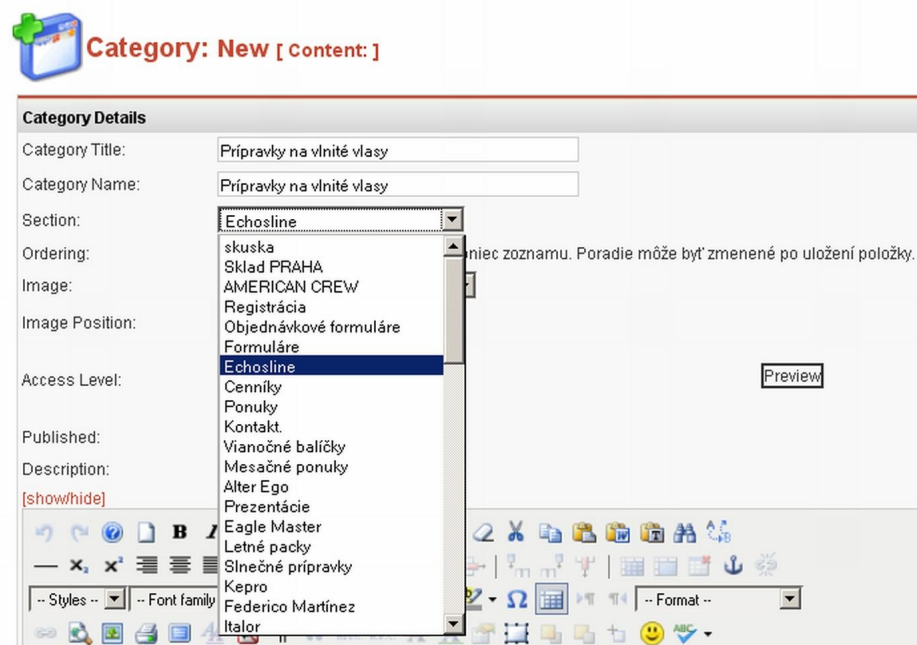 Category: New [ Content: ]
Category Details
Category Title: Prípravky na vlnité vlasy
Category Name: Prípravky na vlnité vlasy
Section: Echosline
skuska
Ordering: niec zoznamu. Poradie môže byť zmenené po uložení položky.
Sklad PRAHA
Image: AMERICAN CREW
Registrácia
Image Position: Objednávkové formuláre
Formuláre
Echosline
Access Level: Cenníky Preview
Ponuky
Kontakt.
Published: Vianočné balíčky
Description: Mesačné ponuky
Alter Ego
[show/hide] Prezentácie
Eagle Master
Letné packy
Slnečné prípravky
Kepro
-- Styles -- -- Font family Federico Martínez -- Format --
Italor